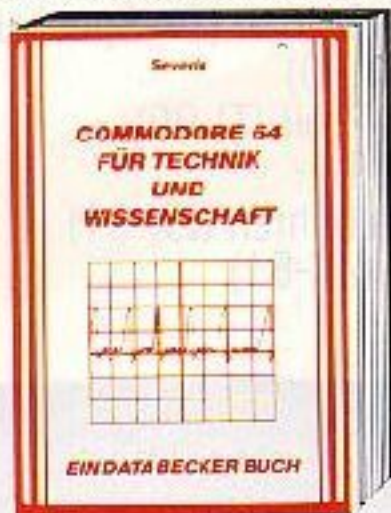 Severin
COMMODORE 64
FÜR TECHNIK
UND
WISSENSCHAFT
EIN DATA BECKER BUCH